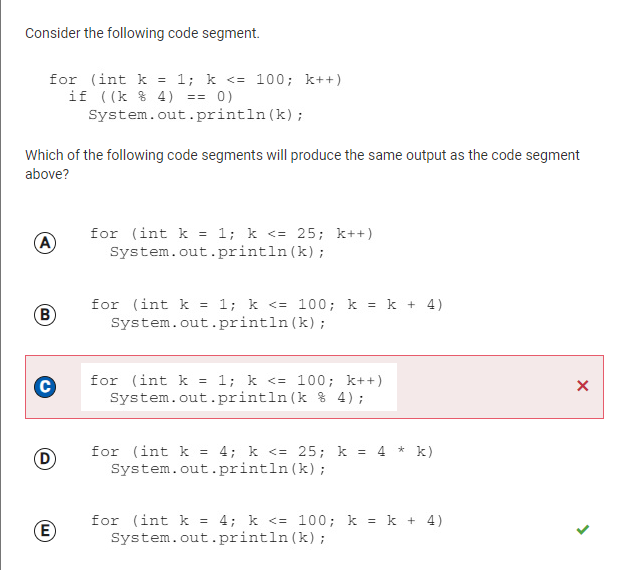 Consider the following code segment.
for (int k = 1; k <= 100; k++)
if ((k % 4) == 0)
System.out.println(k);
Which of the following code segments will produce the same output as the code segment
above?
A
for (int k = 1; k <= 25; k++)
System.out.println(k);
B
for (int k = 1; k <= 100; k = k + 4)
System.out.println(k);
C
for (int k = 1; k <= 100; k++)
System.out.println(k % 4);
D
for (int k = 4; k <= 25; k = 4 * k)
System.out.println(k);
E
for (int k = 4; k <= 100; k = k + 4)
System.out.println(k);